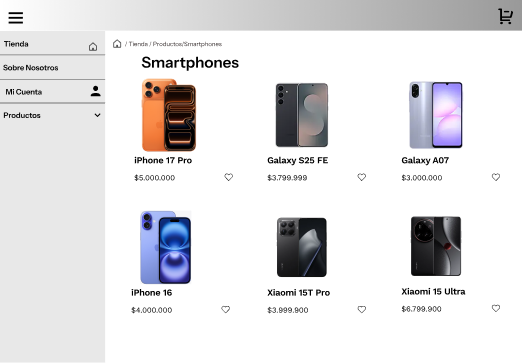 Tienda
Sobre Nosotros
Mi Cuenta
Productos
/ Tienda / Productos/Smartphones
Smartphones
iPhone 17 Pro
$5.000.000
Galaxy S25 FE
$3.799.999
Galaxy A07
$3.000.000
iPhone 16
$4.000.000
Xiaomi 15T Pro
$3.999,900
Xiaomi 15 Ultra
$6.799.900